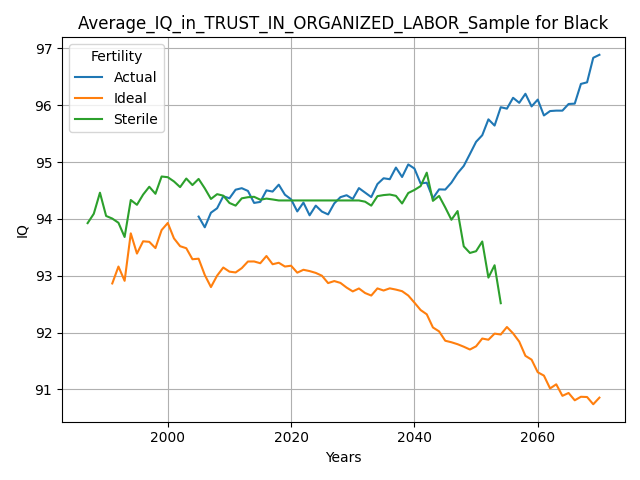 Average_IQ_in_TRUST_IN_ORGANIZED_LABOR_Sample for Black
97
96
95
94
93
92
91
IQ
Fertility
Actual
Ideal
Sterile
2000 2020 2040 2060
Years